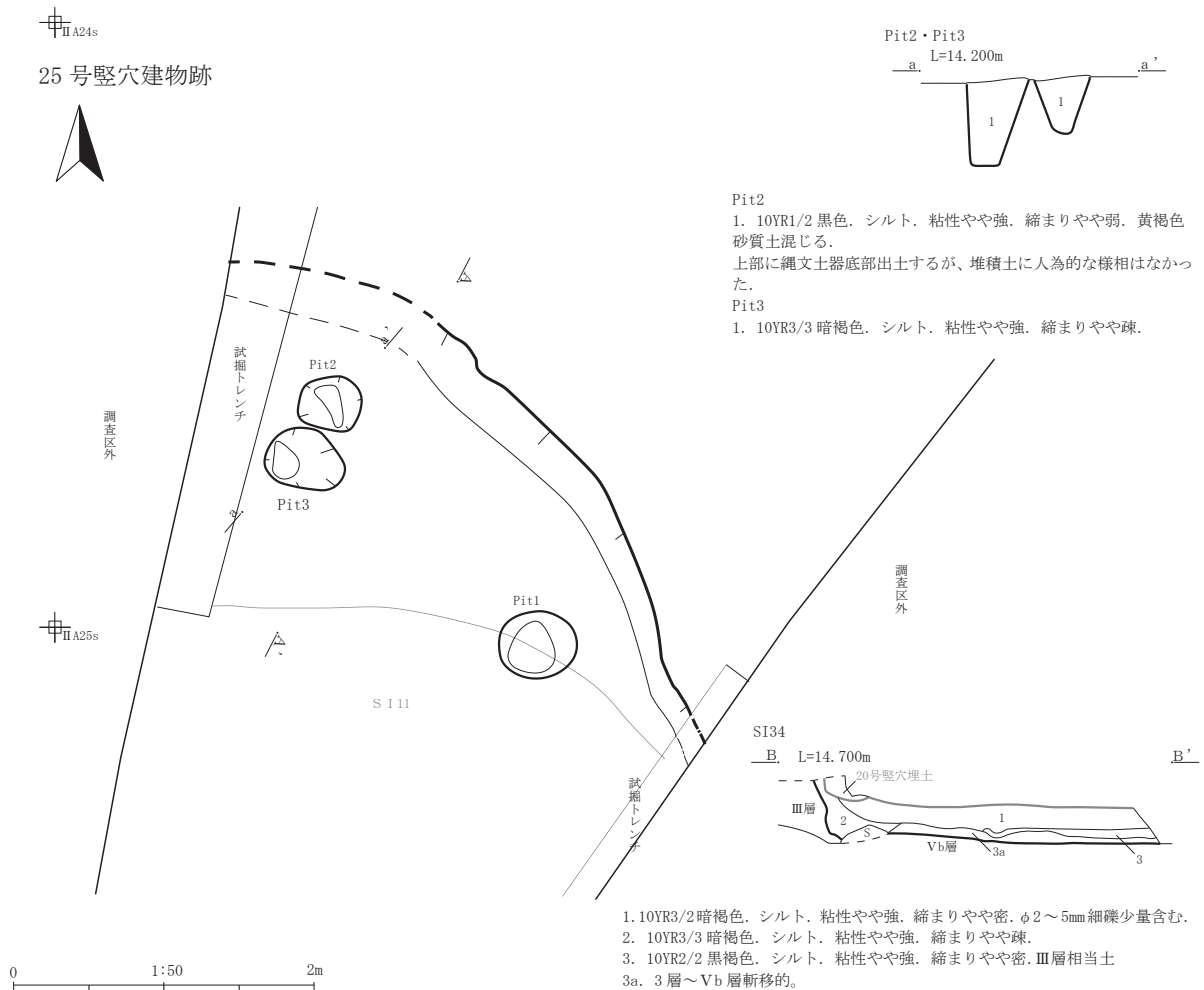 ⅡA24s
25 号竪穴建物跡
Pit2・Pit3
L=14.200m
a
a'
1
1
Pit2
1. 10YR1/2 黒色. シルト. 粘性やや強. 締まりやや弱. 黄褐色
砂質土混じる.
上部に縄文土器底部出土するが、堆積土に人為的な様相はなかっ
た.
Pit3
1. 10YR3/3 暗褐色. シルト. 粘性やや強. 締まりやや疎.
a'
試掘トレンチ
Pit2
調査区外
Pit3
a
調査区外
Pit1
ⅡA25s
ＳＩ11
試掘トレンチ
SI34
B
L=14.700m
B'
20号竪穴埋土
Ⅲ層
2
1
S
Ⅴb層
3a
3
1.10YR3/2 暗褐色. シルト. 粘性やや強. 締まりやや密. φ2～5mm 細礫少量含む.
2. 10YR3/3 暗褐色. シルト. 粘性やや強. 締まりやや疎.
3. 10YR2/2 黒褐色. シルト. 粘性やや強. 締まりやや密. Ⅲ層相当土
3a. 3 層～Ⅴb 層斬移的。
0
1:50
2m